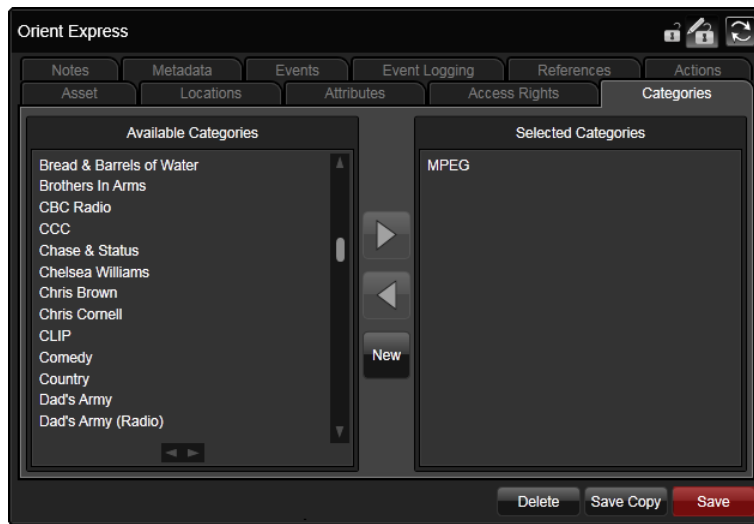 Orient Express
Notes Metadata Events Event Logging References Actions
Asset Locations Attributes Access Rights Categories
Available Categories
Bread & Barrels of Water
Brothers In Arms
CBC Radio
CCC
Chase & Status
Chelsea Williams
Chris Brown
Chris Cornell
CLIP
Comedy
Country
Dad's Army
Dad's Army (Radio)
New
Selected Categories
MPEG
Delete Save Copy Save